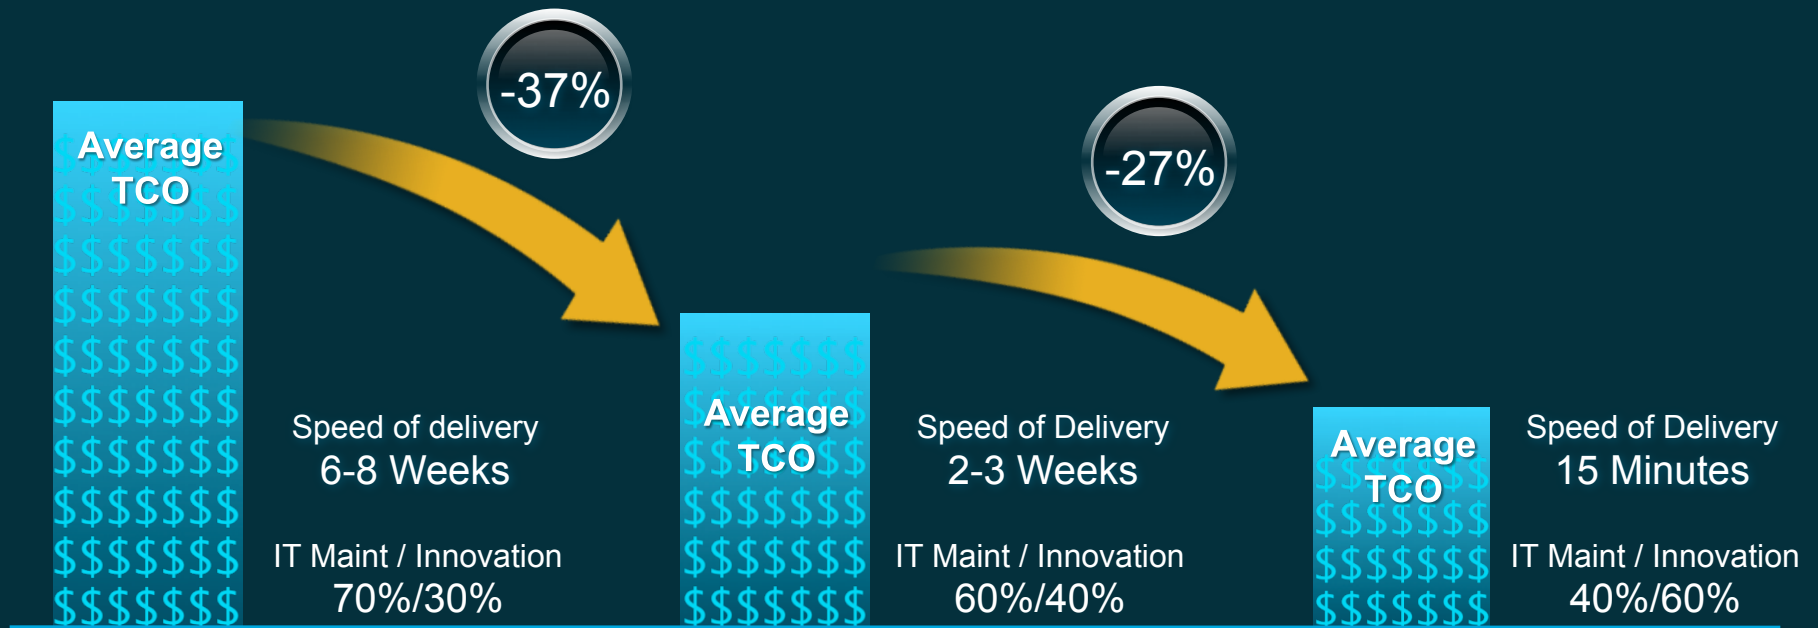 -37%
-27%
Average
TCO
Speed of delivery
6-8 Weeks
IT Maint / Innovation
70%/30%
Average
TCO
Speed of Delivery
2-3 Weeks
IT Maint / Innovation
60%/40%
Average
TCO
Speed of Delivery
15 Minutes
IT Maint / Innovation
40%/60%